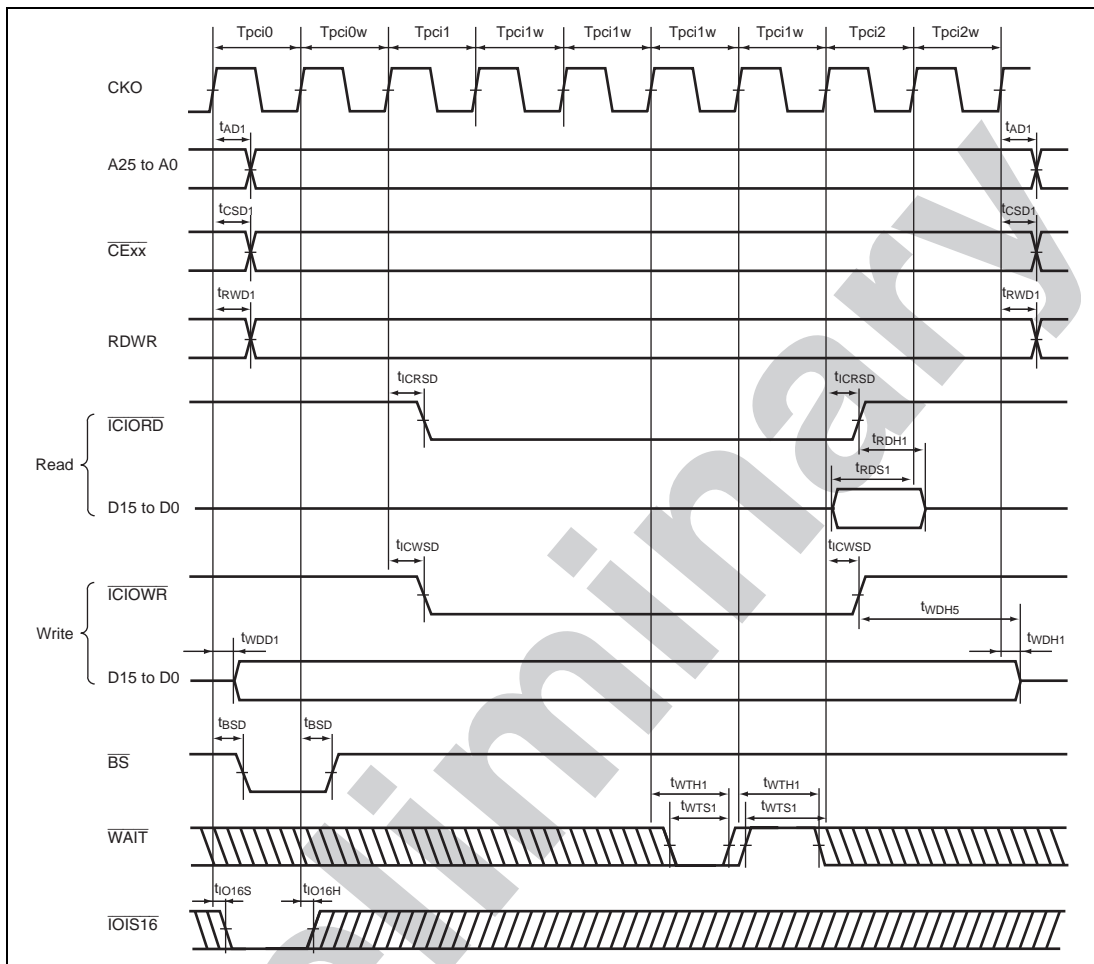 Tpci0 Tpci0w Tpci1 Tpci1w Tpci1w Tpci1w Tpci1w Tpci2 Tpci2w
CKO
tAD1 tAD1
A25 to A0
tCSD1 tCSD1
CExx
tRWD1 tRWD1
RDWR
tICRSD tICRSD
ICIORD
tRDH1
Read
tRDS1
D15 to D0
tICWSD tICWSD
ICIOWR
tWDH5
Write
tWDD1 tWDH1
D15 to D0
tBSD tBSD
BS
tWTH1 tWTH1
tWTS1 tWTS1
WAIT
tIO16S tIO16H
IOIS16